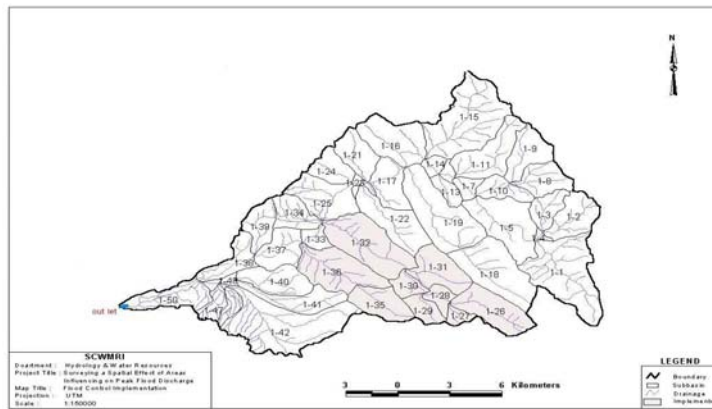 N
1-15
1-16
1-9
1-21
1-14
1-11
1-24
1-17
1-8
1-13
1-7
1-10
1-25
1-34
1-22
1-19
1-3
1-2
1-39
1-5
1-33
1-32
1-37
1-31
1-18
1-1
1-36
1-40
1-30
1-28
1-50
1-41
1-35
1-29
1-27
1-26
out let
1-47
1-42
3 0 3 6 Kilometers
SCWMRI
Department : Hydrology & Water Resources
Project Title : Surveying a Spatial Effect of Areas
Influencing on Peak Flood Discharge
Map Title : Flood Control Implementation
Projection : UTM
Scale : 1:150000
LEGEND
Boundary
Subbasin
Drainage
Implement